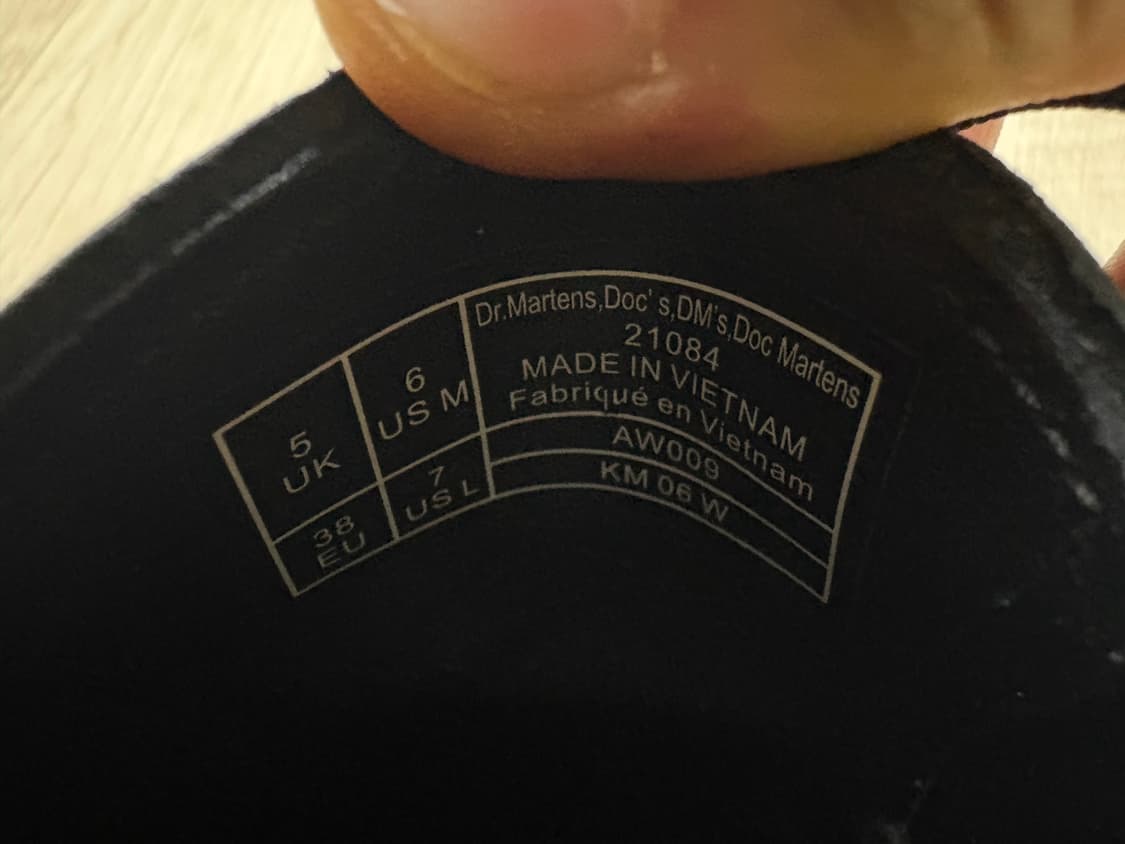 5
UK
6
US M
38
EU
7
US L
Dr.Martens,Doc's,DM's,Doc Martens
21084
MADE IN VIETNAM
Fabriqué en Vietnam
AW009
KM 06 W